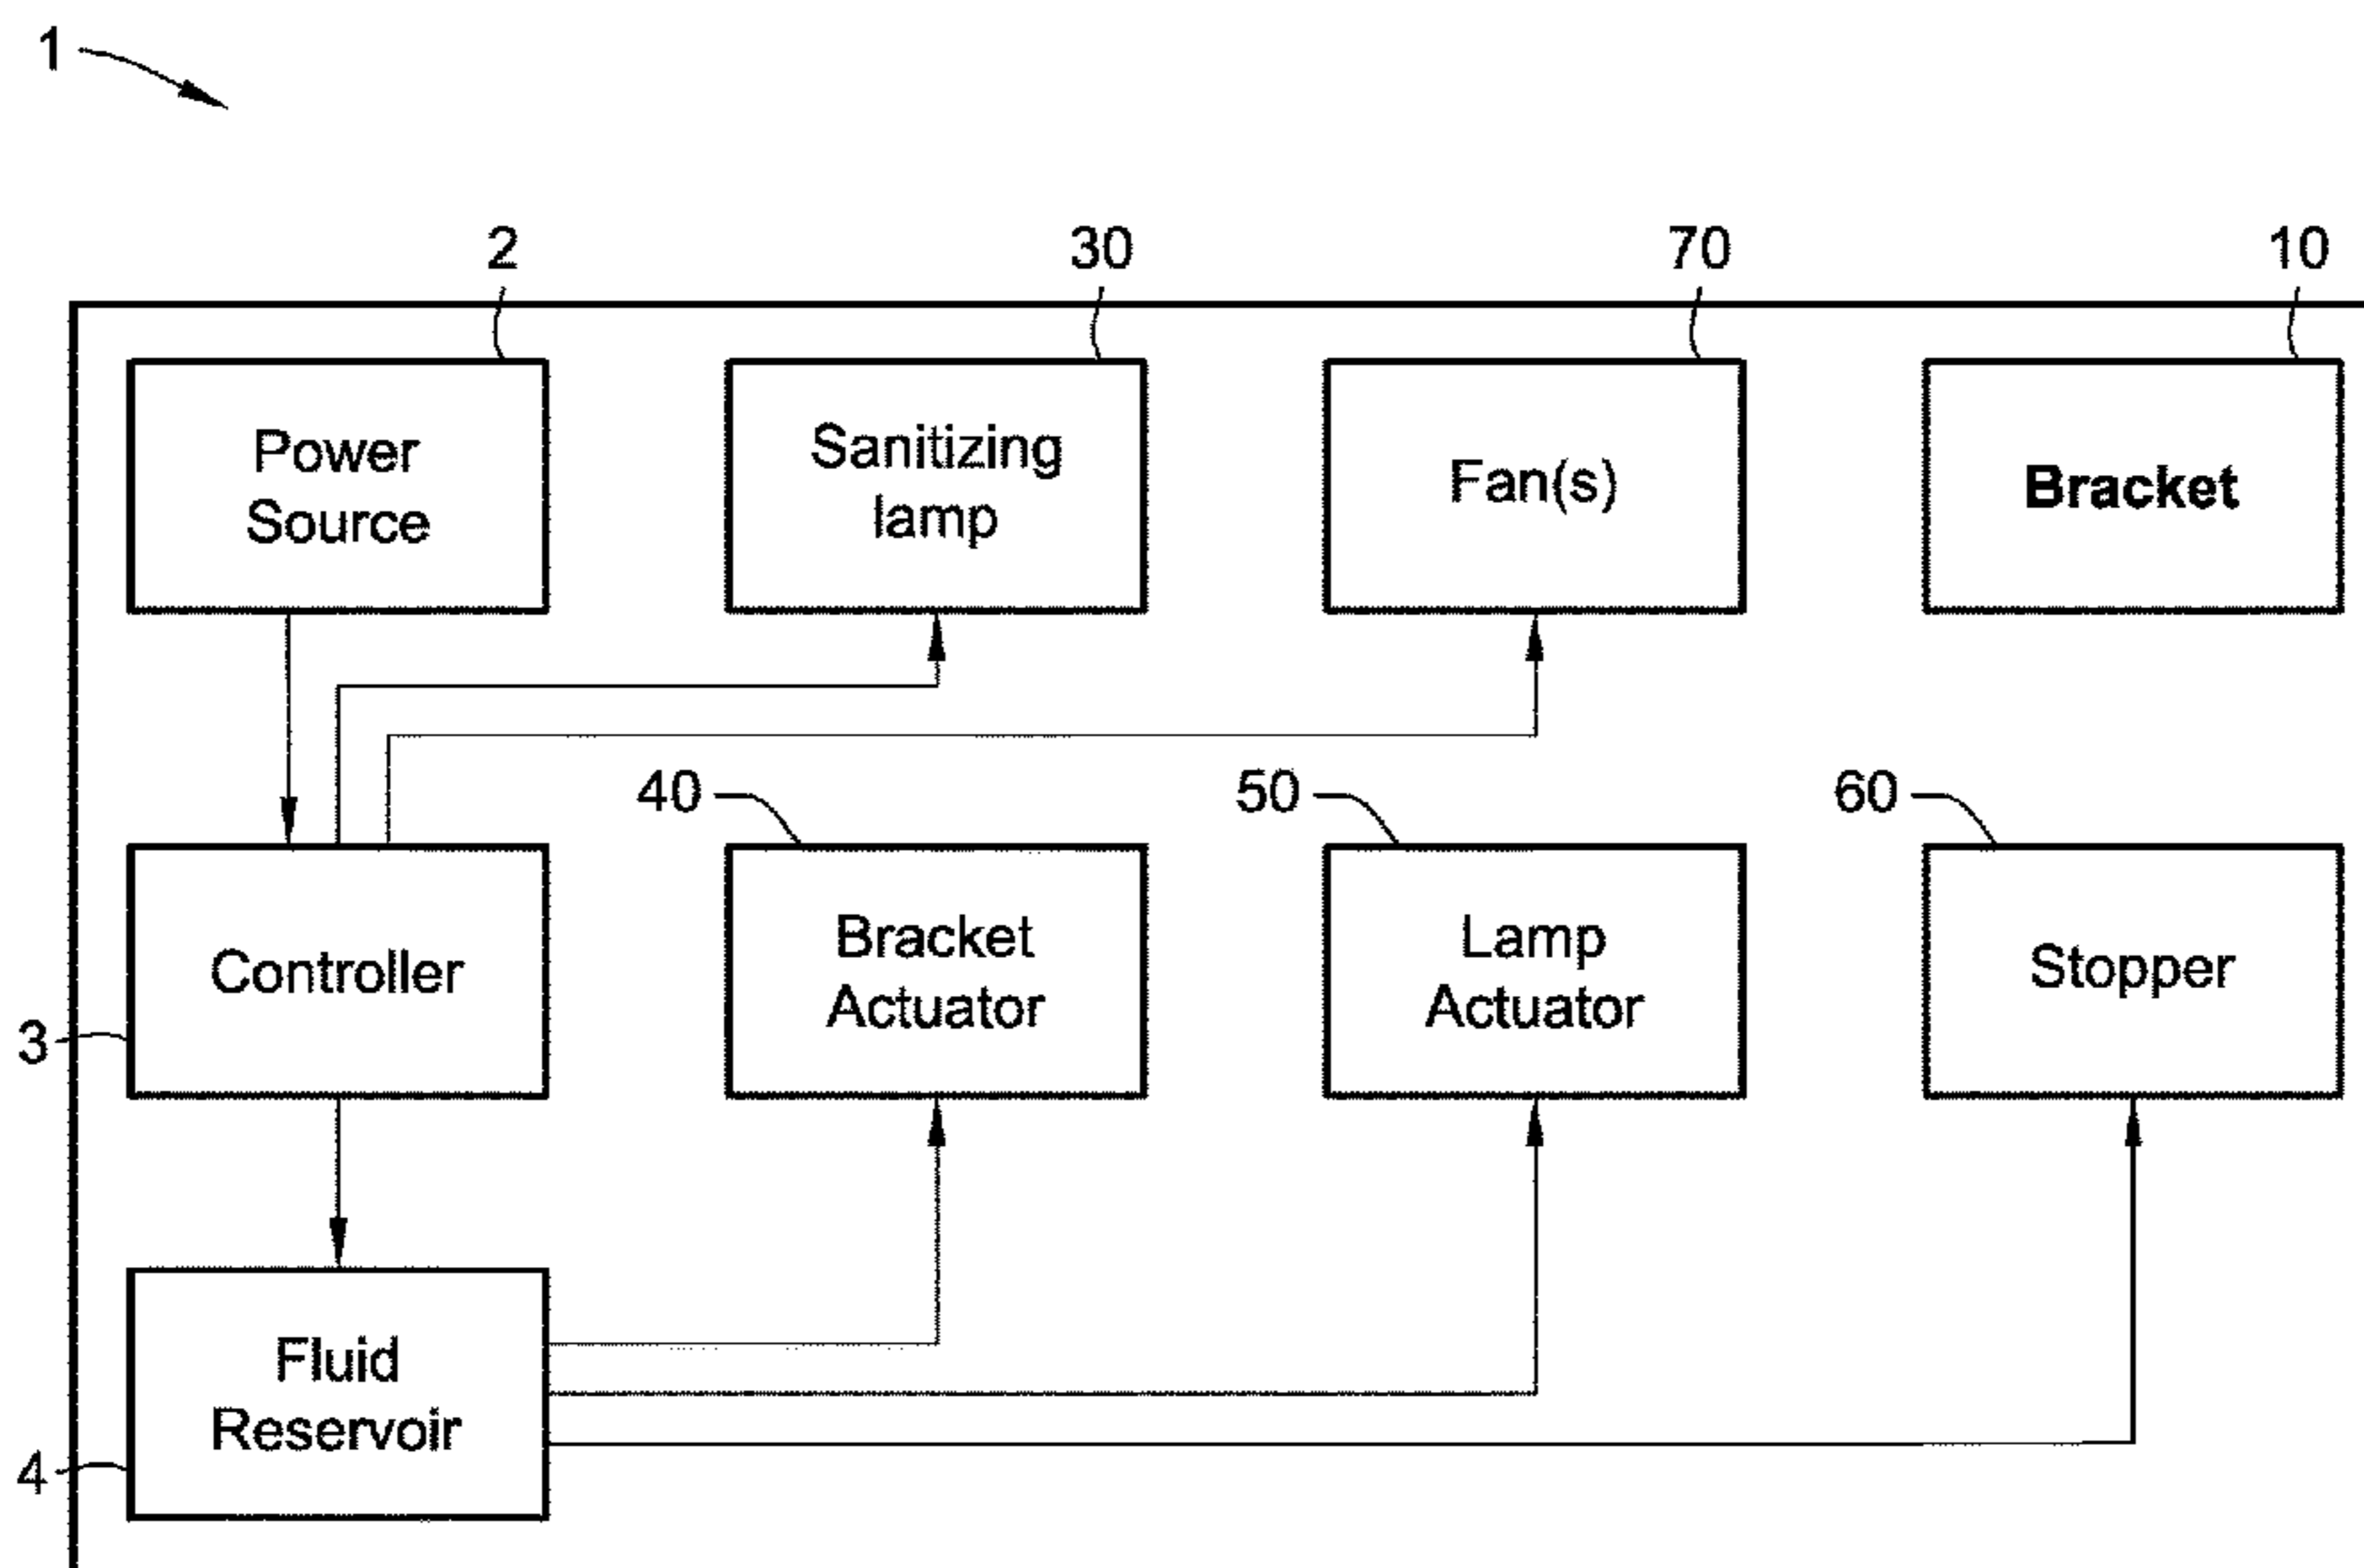 1
2
30
70
10
Power
Source
Sanitizing
lamp
Fan(s)
Bracket
40
50
60
Controller
Bracket
Actuator
Lamp
Actuator
Stopper
3
Fluid
Reservoir
4